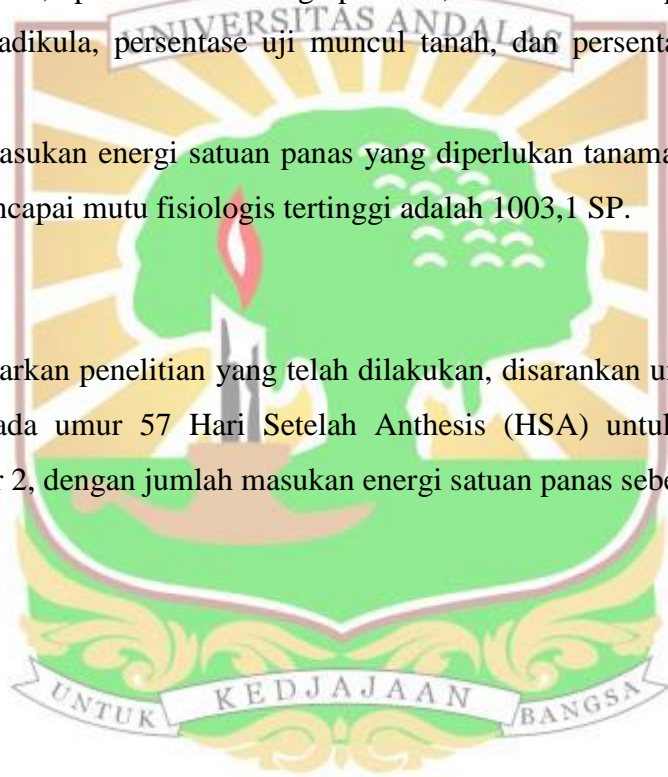 UNIVERSITAS ANDALAS
adikula, persentase uji muncul tanah, dan persenta
asukan energi satuan panas yang diperlukan tanama
ncapai mutu fisiologis tertinggi adalah 1003,1 SP.
arkan penelitian yang telah dilakukan, disarankan u
ada umur 57 Hari Setelah Anthesis (HSA) untul
r 2, dengan jumlah masukan energi satuan panas sebe
UNTUK KEDJAJAAN BANGSA